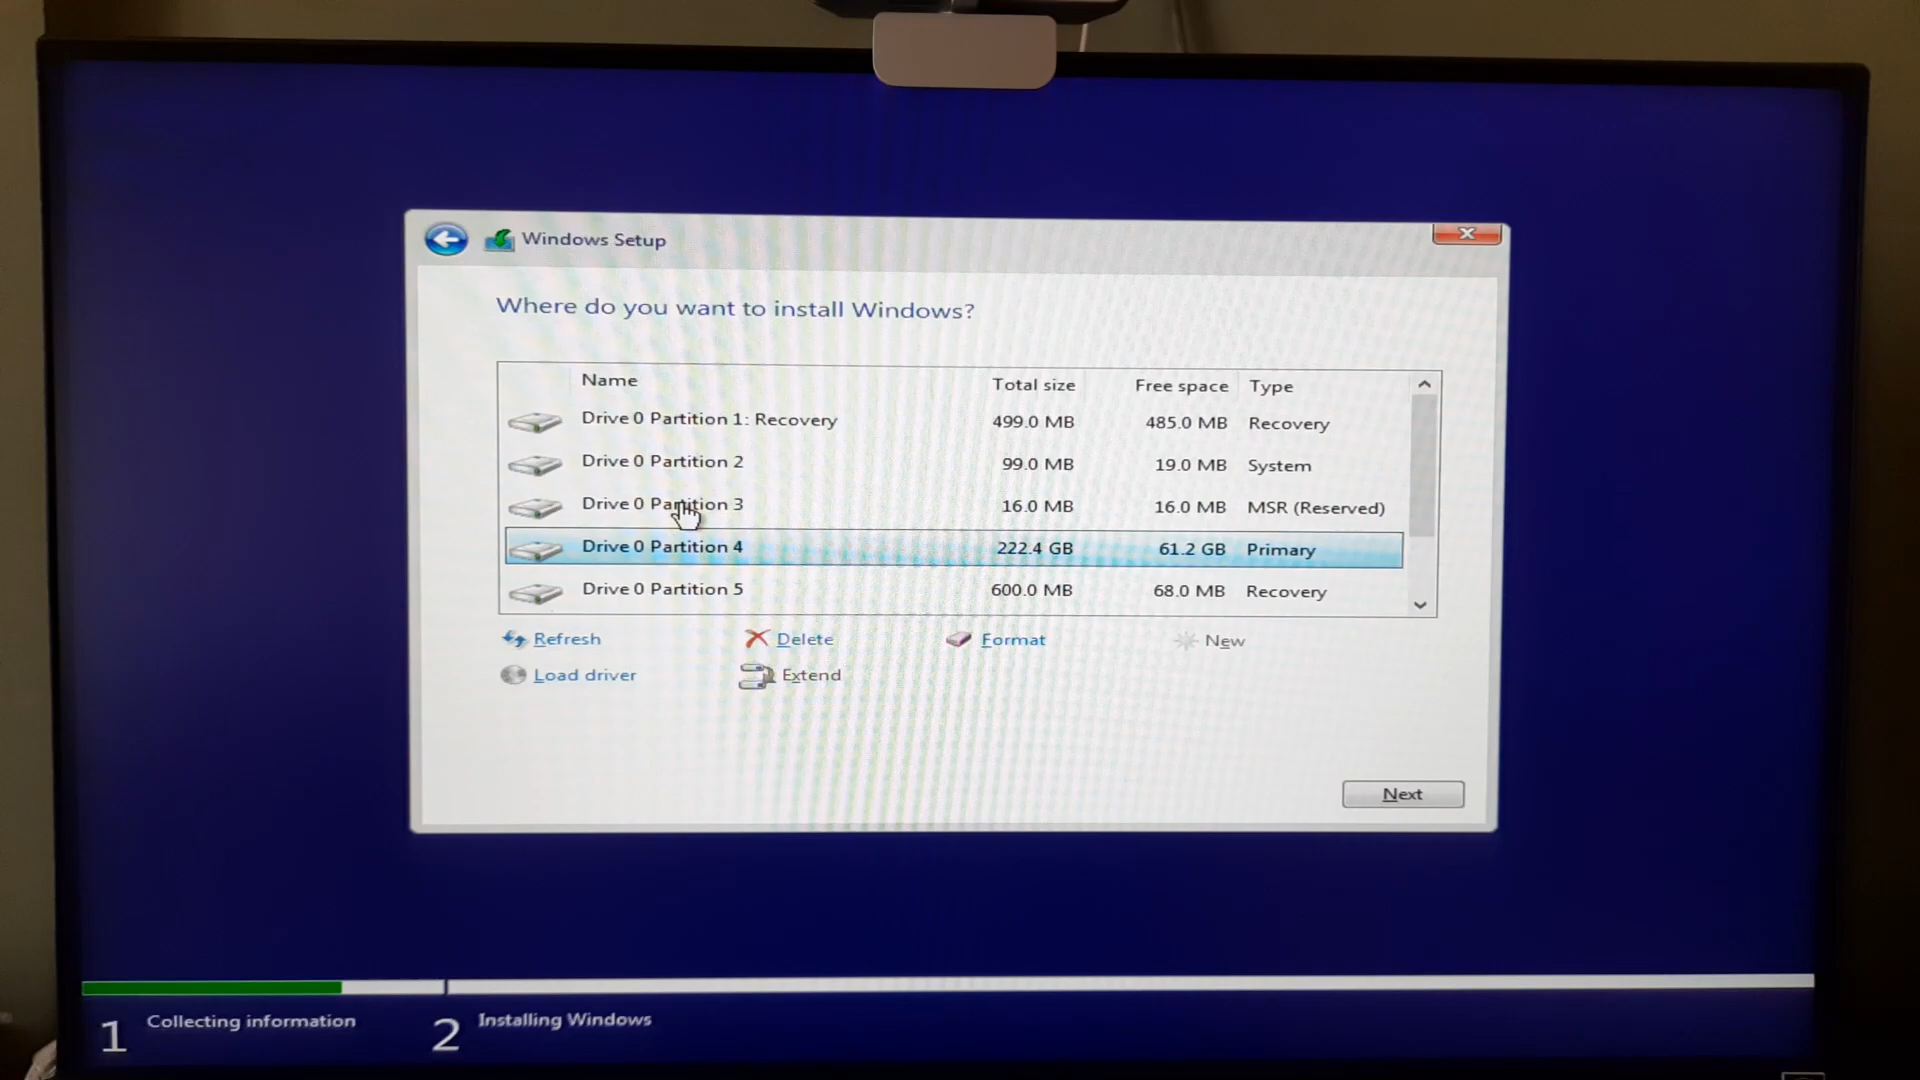 Windows Setup
Where do you want to install Windows?
Name Total size Free space Type
Drive 0 Partition 1: Recovery 499.0 MB 485.0 MB Recovery
Drive 0 Partition 2 99.0 MB 19.0 MB System
Drive 0 Partition 3 16.0 MB 16.0 MB MSR (Reserved)
Drive 0 Partition 4 222.4 GB 61.2 GB Primary
Drive 0 Partition 5 600.0 MB 68.0 MB Recovery
Refresh Delete Format New
Load driver Extend
Next
1 Collecting information 2 Installing Windows